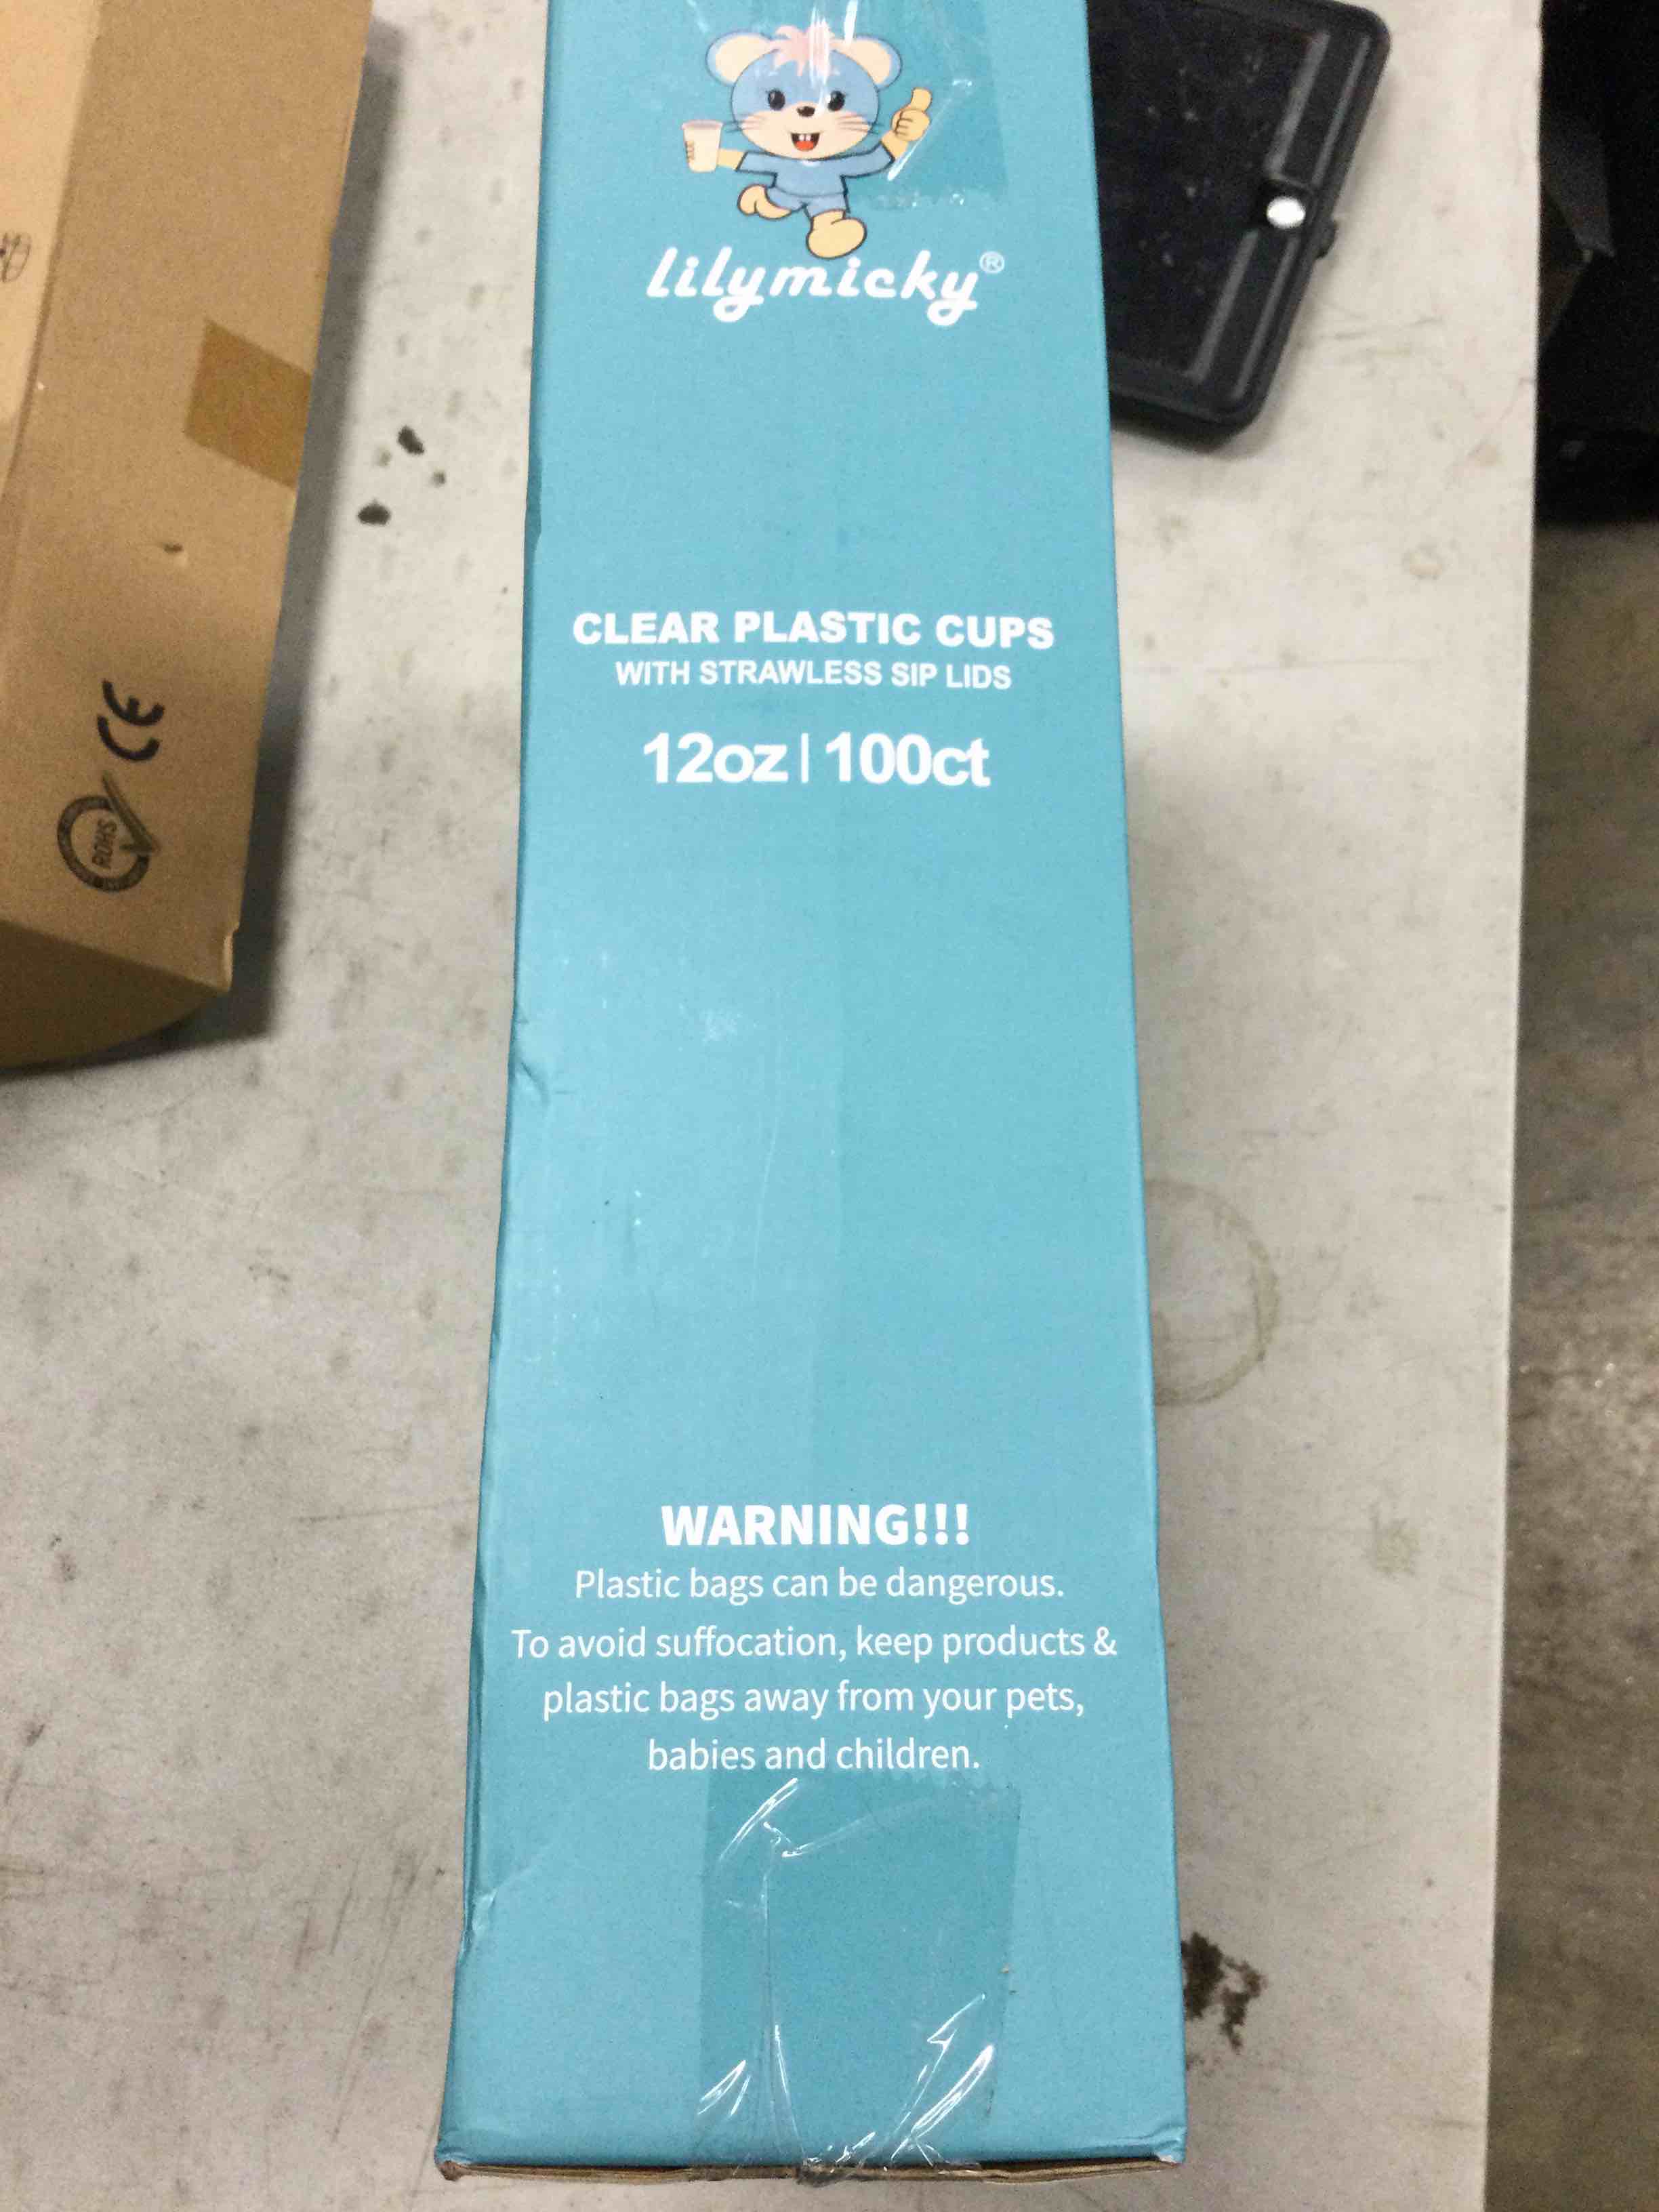 lilymicky®
CLEAR PLASTIC CUPS
WITH STRAWLESS SIP LIDS
12oz | 100ct
WARNING!!!
Plastic bags can be dangerous.
To avoid suffocation, keep products &
plastic bags away from your pets,
babies and children.
CE
ROHS